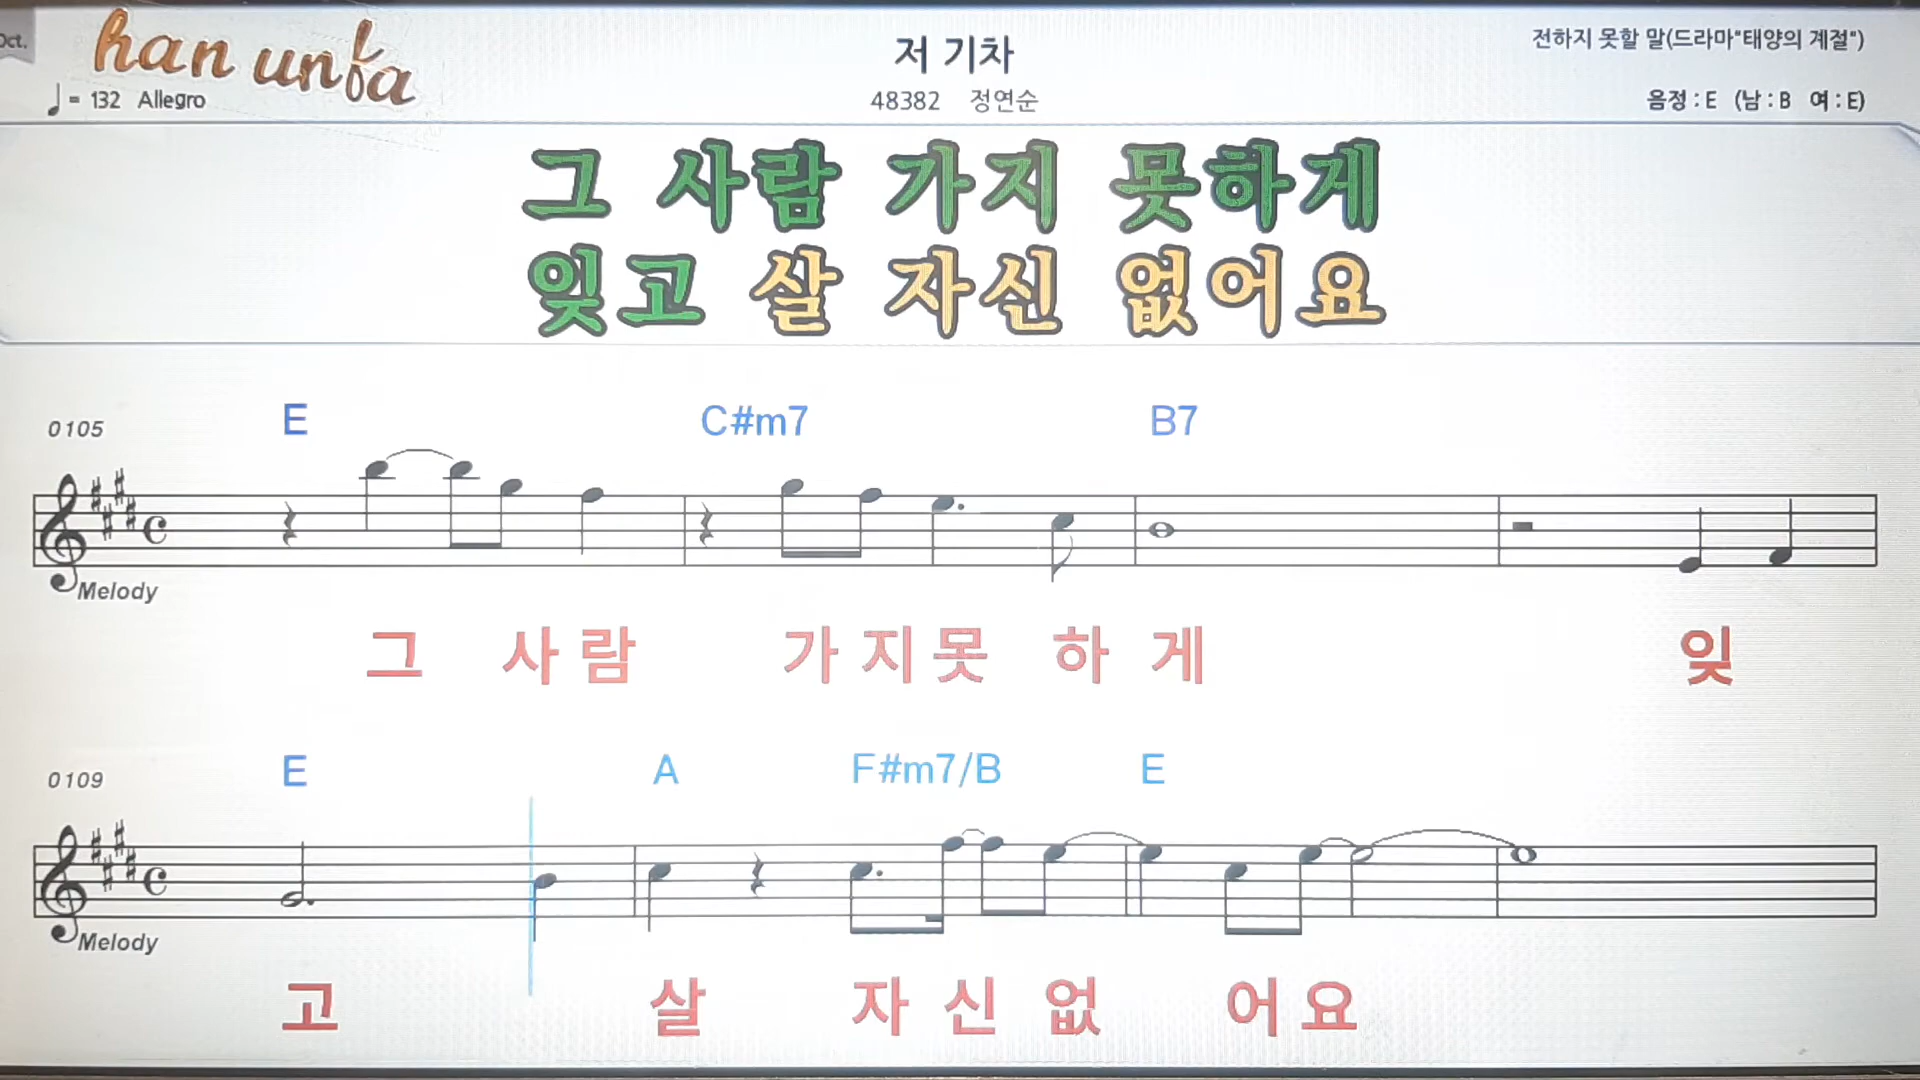 Oct.
han unba
저 기차
전하지 못할 말(드라마"태양의 계절")
♩= 132 Allegro
48382 정연순
음정 : E (남 : B 여 : E)
그 사람 가지 못하게
잊고 살 자신 없어요
0105 E C#m7 B7
Melody
그 사 람 가 지 못 하 게 잊
0109 E A F#m7/B E
Melody
고 살 자 신 없 어 요